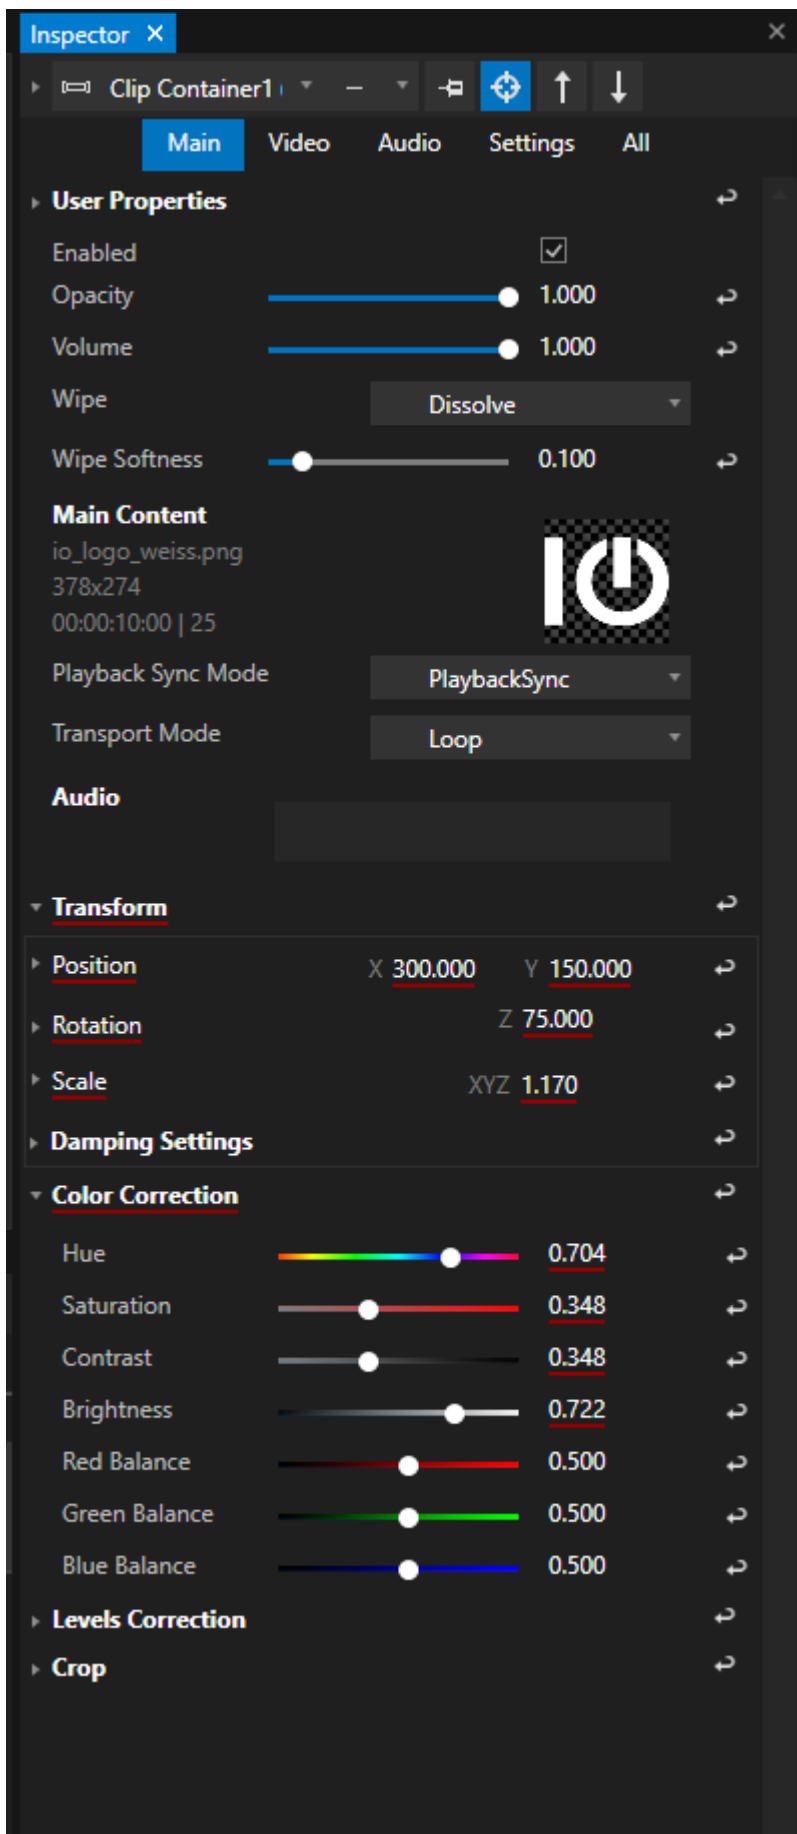 Inspector
Clip Container1
Main Video Audio Settings All
User Properties
Enabled
Opacity 1.000
Volume 1.000
Wipe Dissolve
Wipe Softness 0.100
Main Content
io_logo_weiss.png
378x274
00:00:10:00 | 25
Playback Sync Mode PlaybackSync
Transport Mode Loop
Audio
Transform
Position X 300.000 Y 150.000
Rotation Z 75.000
Scale XYZ 1.170
Damping Settings
Color Correction
Hue 0.704
Saturation 0.348
Contrast 0.348
Brightness 0.722
Red Balance 0.500
Green Balance 0.500
Blue Balance 0.500
Levels Correction
Crop